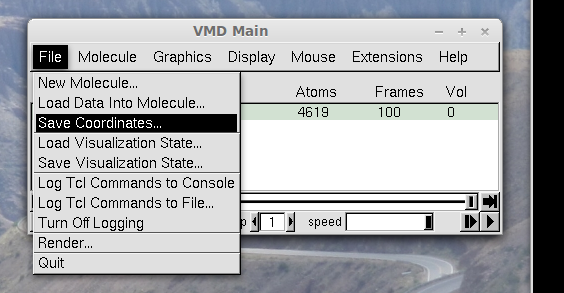 VMD Main
File Molecule Graphics Display Mouse Extensions Help
New Molecule...
Load Data Into Molecule...
Save Coordinates...
Load Visualization State...
Save Visualization State...
Log Tcl Commands to Console
Log Tcl Commands to File...
Turn Off Logging
Render...
Quit
Atoms Frames Vol
4619 100 0
1 speed